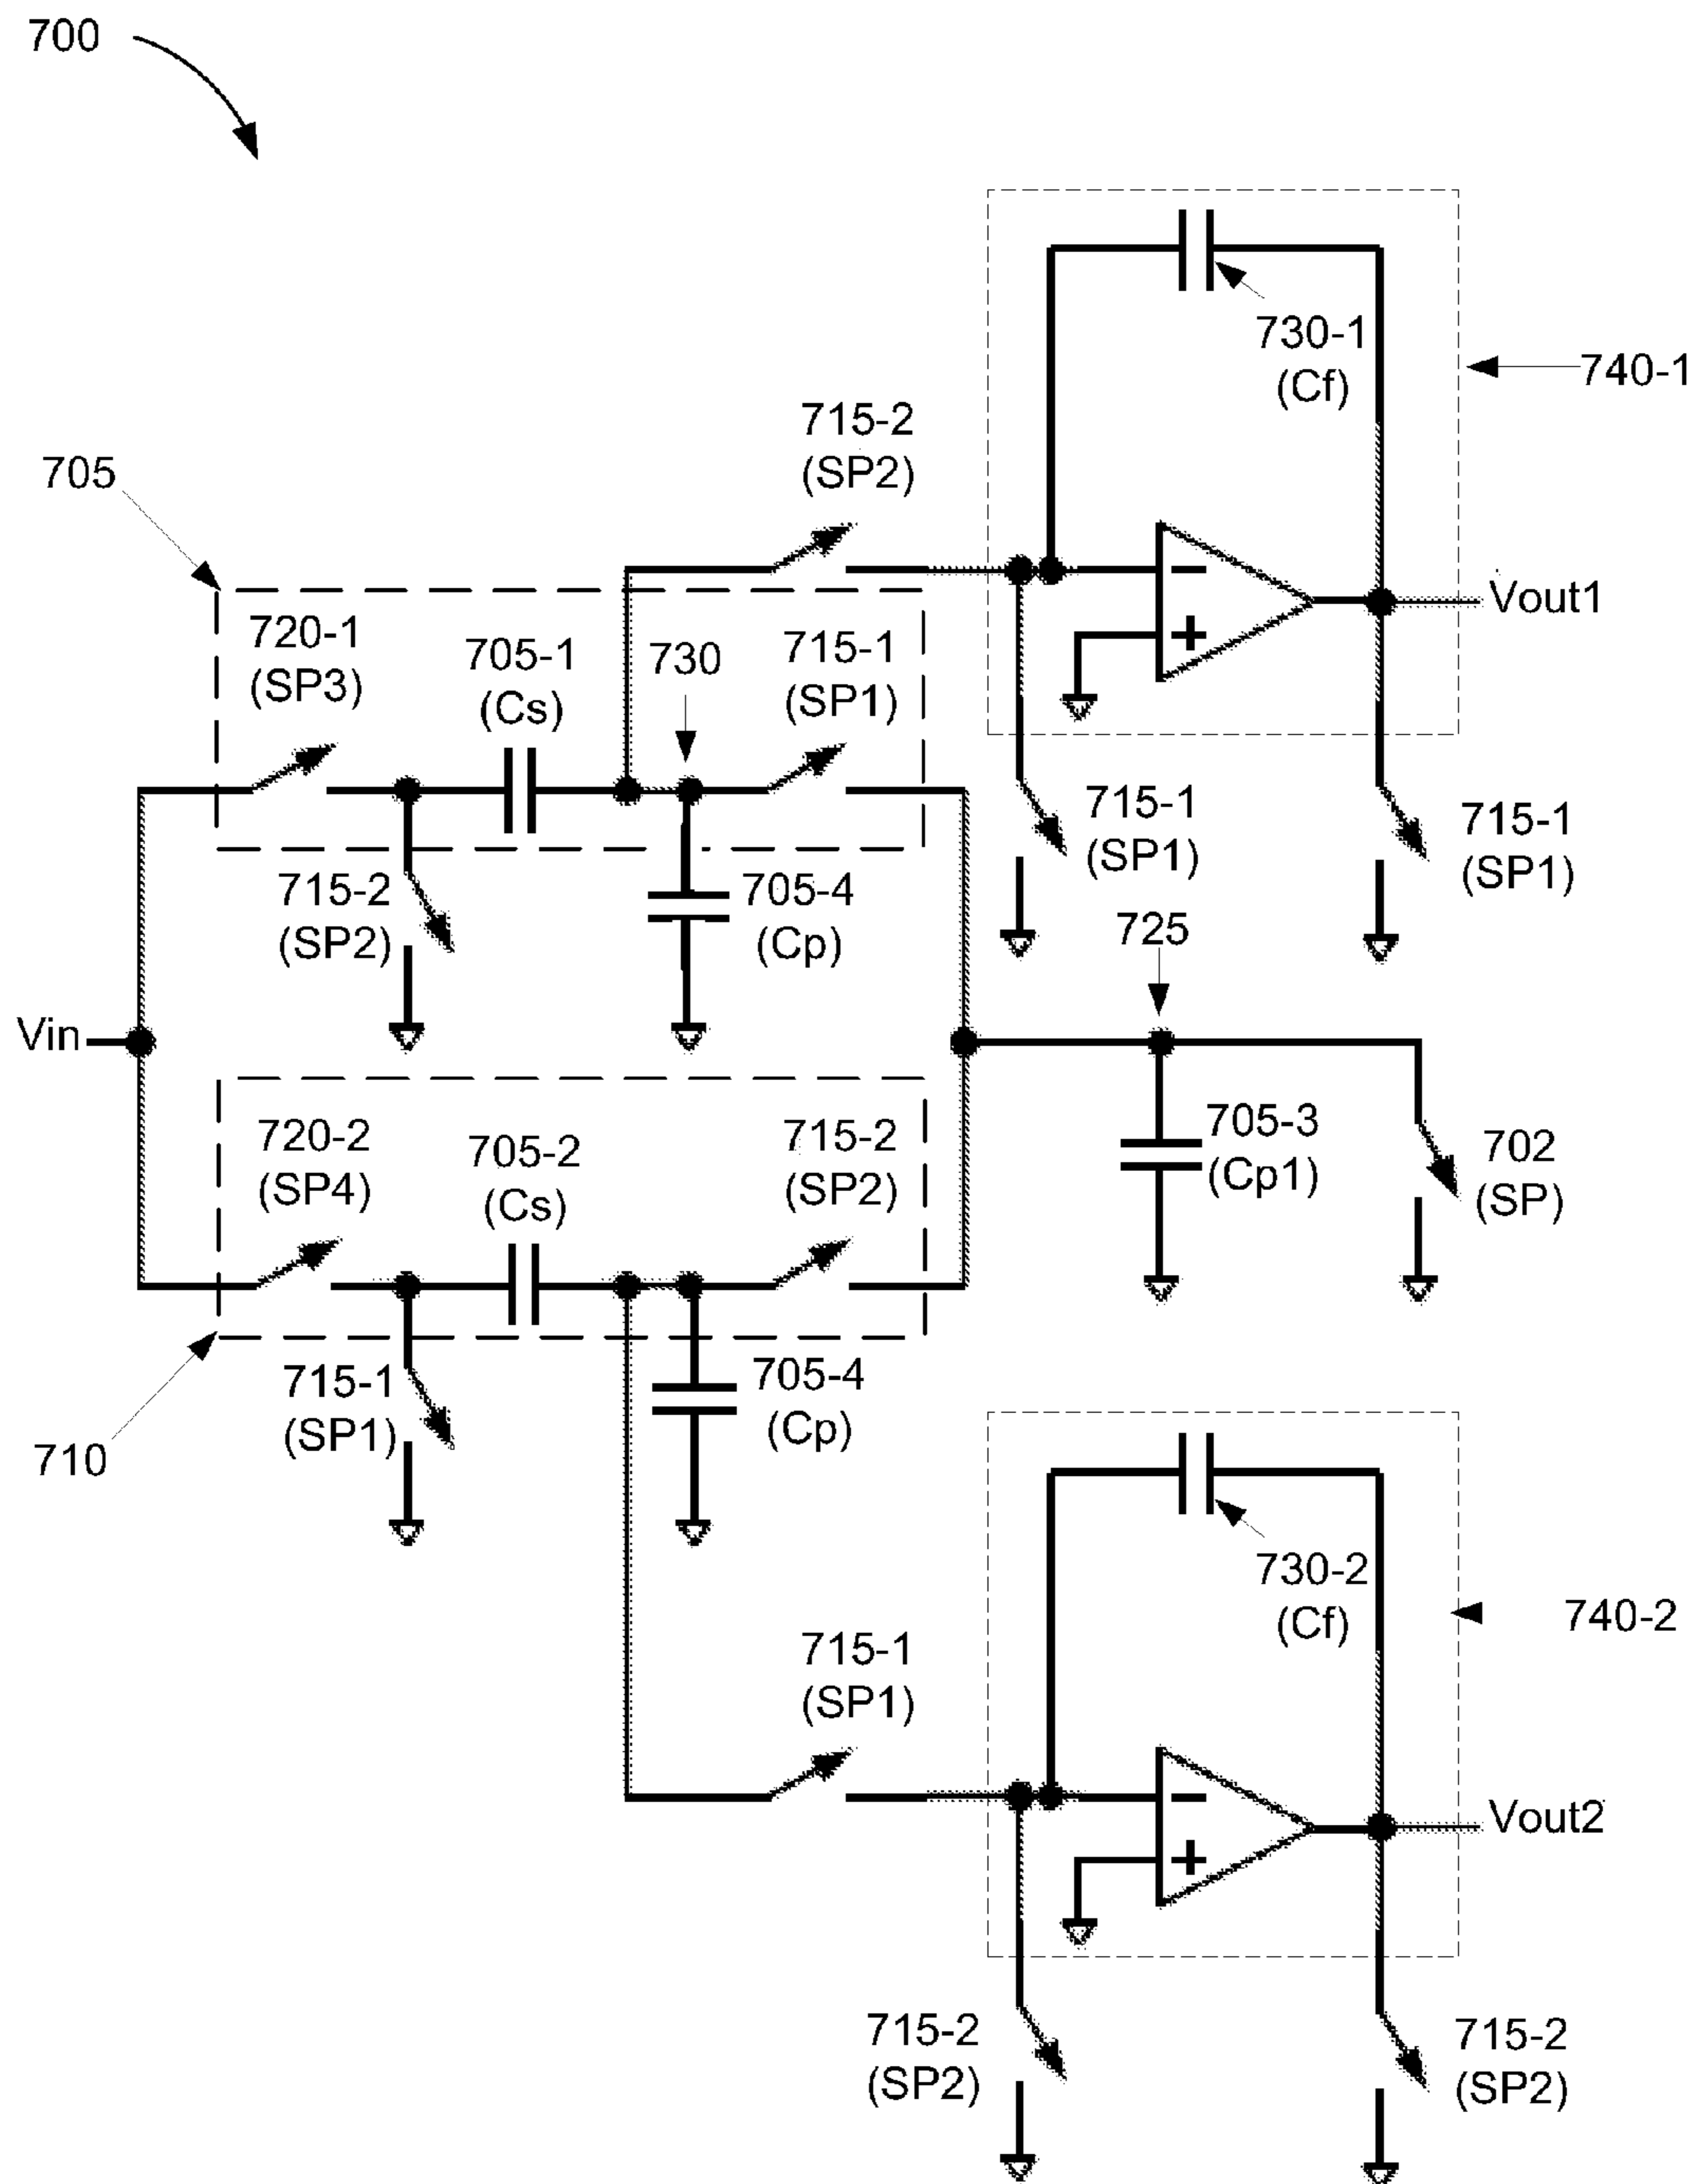 700
730-1
(Cf)
740-1
715-2
(SP2)
705
Vout1
720-1
(SP3)
705-1
(Cs)
730
715-1
(SP1)
715-1
(SP1)
715-1
(SP1)
715-2
(SP2)
705-4
(Cp)
725
Vin
720-2
(SP4)
705-2
(Cs)
715-2
(SP2)
705-3
(Cp1)
702
(SP)
715-1
(SP1)
705-4
(Cp)
710
730-2
(Cf)
740-2
715-1
(SP1)
Vout2
715-2
(SP2)
715-2
(SP2)